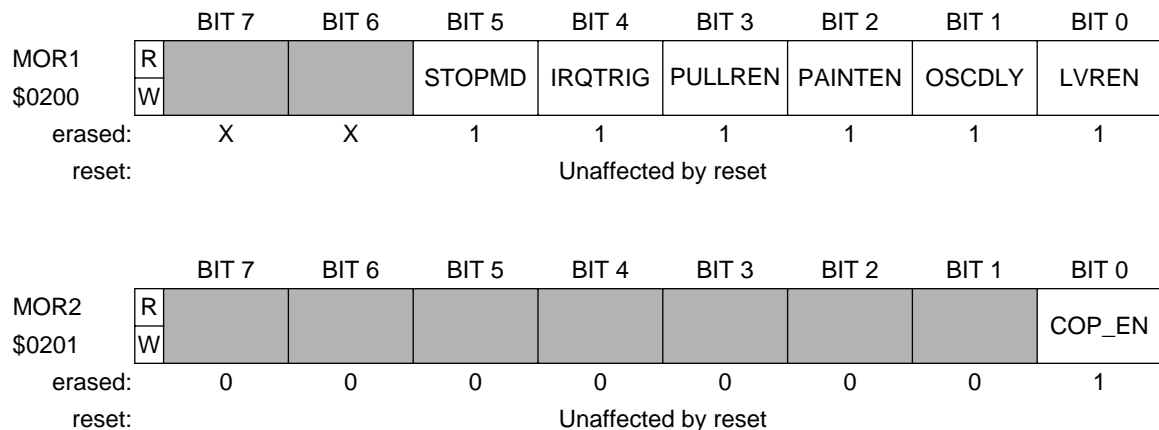 BIT 7 BIT 6 BIT 5 BIT 4 BIT 3 BIT 2 BIT 1 BIT 0
MOR1 R STOPMD IRQTRIG PULLREN PAINTEN OSCDLY LVREN
$0200 W
erased: X X 1 1 1 1 1 1
reset: Unaffected by reset
BIT 7 BIT 6 BIT 5 BIT 4 BIT 3 BIT 2 BIT 1 BIT 0
MOR2 R COP_EN
$0201 W
erased: 0 0 0 0 0 0 0 1
reset: Unaffected by reset